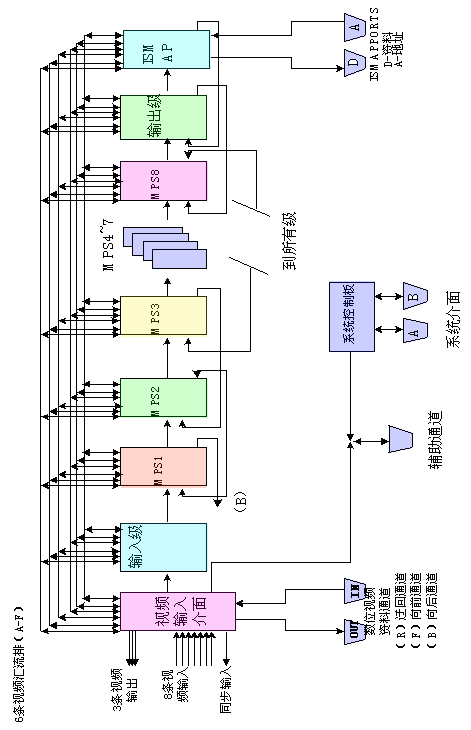 6条视频汇流排(A-F)
3条视频
输出
8条视
频输入
同步输入
视频
输入
介面
输入级
MPS1
MPS2
MPS3
MPS4~7
MPS8
输出级
ISM
AP
(B)
到所有级
OUT
IN
数位视频
资料通道
(R)迂回通道
(F)向前通道
(B)向后通道
辅助通道
系统控制板
A
B
系统介面
D
A
ISM AP PORTS
D-资料
A-地址